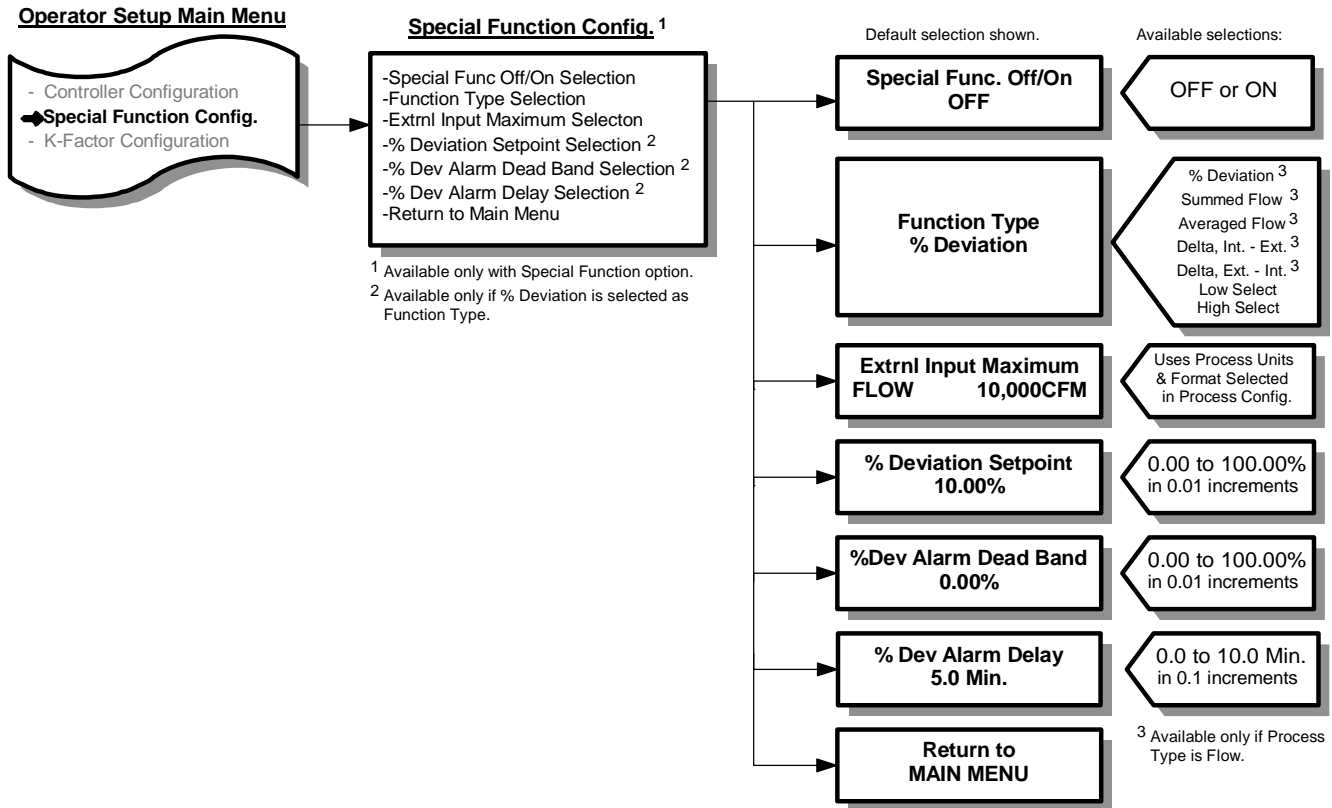 Operator Setup Main Menu
- Controller Configuration
Special Function Config.
- K-Factor Configuration
Special Function Config. 1
-Special Func Off/On Selection
-Function Type Selection
-Extrnl Input Maximum Selecton
-% Deviation Setpoint Selection 2
-% Dev Alarm Dead Band Selection 2
-% Dev Alarm Delay Selection 2
-Return to Main Menu
1 Available only with Special Function option.
2 Available only if % Deviation is selected as
Function Type.
Default selection shown.
Available selections:
Special Func. Off/On
OFF
OFF or ON
Function Type
% Deviation
% Deviation 3
Summed Flow 3
Averaged Flow 3
Delta, Int. - Ext. 3
Delta, Ext. - Int. 3
Low Select
High Select
Extrnl Input Maximum
FLOW 10,000CFM
Uses Process Units
& Format Selected
in Process Config.
% Deviation Setpoint
10.00%
0.00 to 100.00%
in 0.01 increments
%Dev Alarm Dead Band
0.00%
0.00 to 100.00%
in 0.01 increments
% Dev Alarm Delay
5.0 Min.
0.0 to 10.0 Min.
in 0.1 increments
Return to
MAIN MENU
3 Available only if Process
Type is Flow.